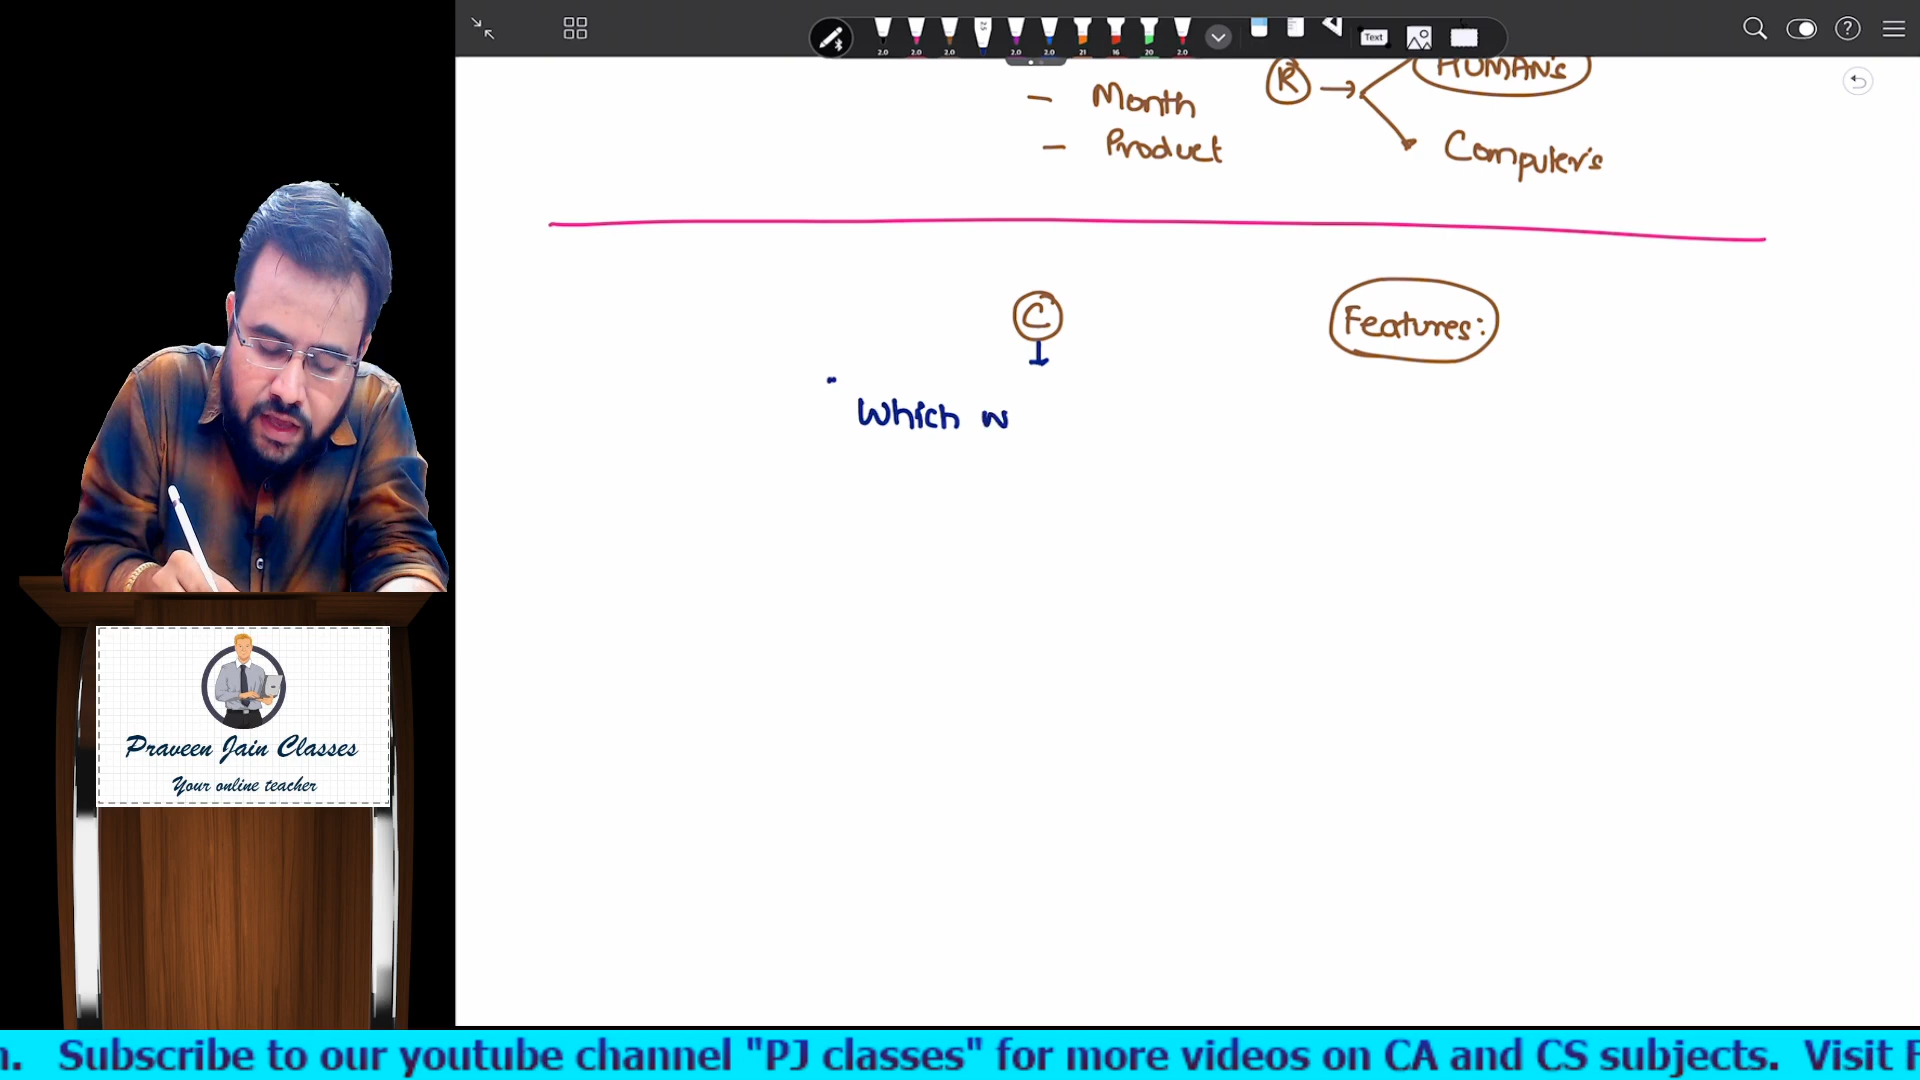 2.0 2.0 2.0 2.5 2.0 2.0 21 16 20 2.0
Text
HUMAN's
R
Month
Product
Computer's
C
Features:
Which w
Praveen Jain Classes
Your online teacher
. Subscribe to our youtube channel "PJ classes" for more videos on CA and CS subjects. Visit